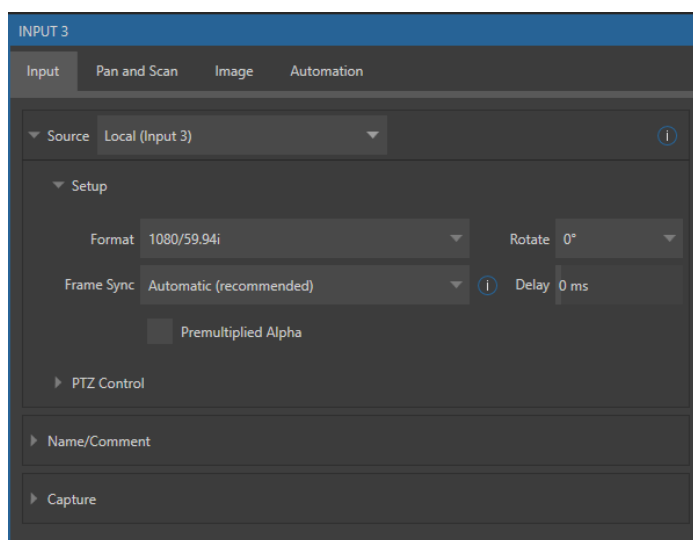 INPUT 3
Input Pan and Scan Image Automation
Source Local (Input 3)
Setup
Format 1080/59.94i Rotate 0°
Frame Sync Automatic (recommended) i Delay 0 ms
Premultiplied Alpha
PTZ Control
Name/Comment
Capture